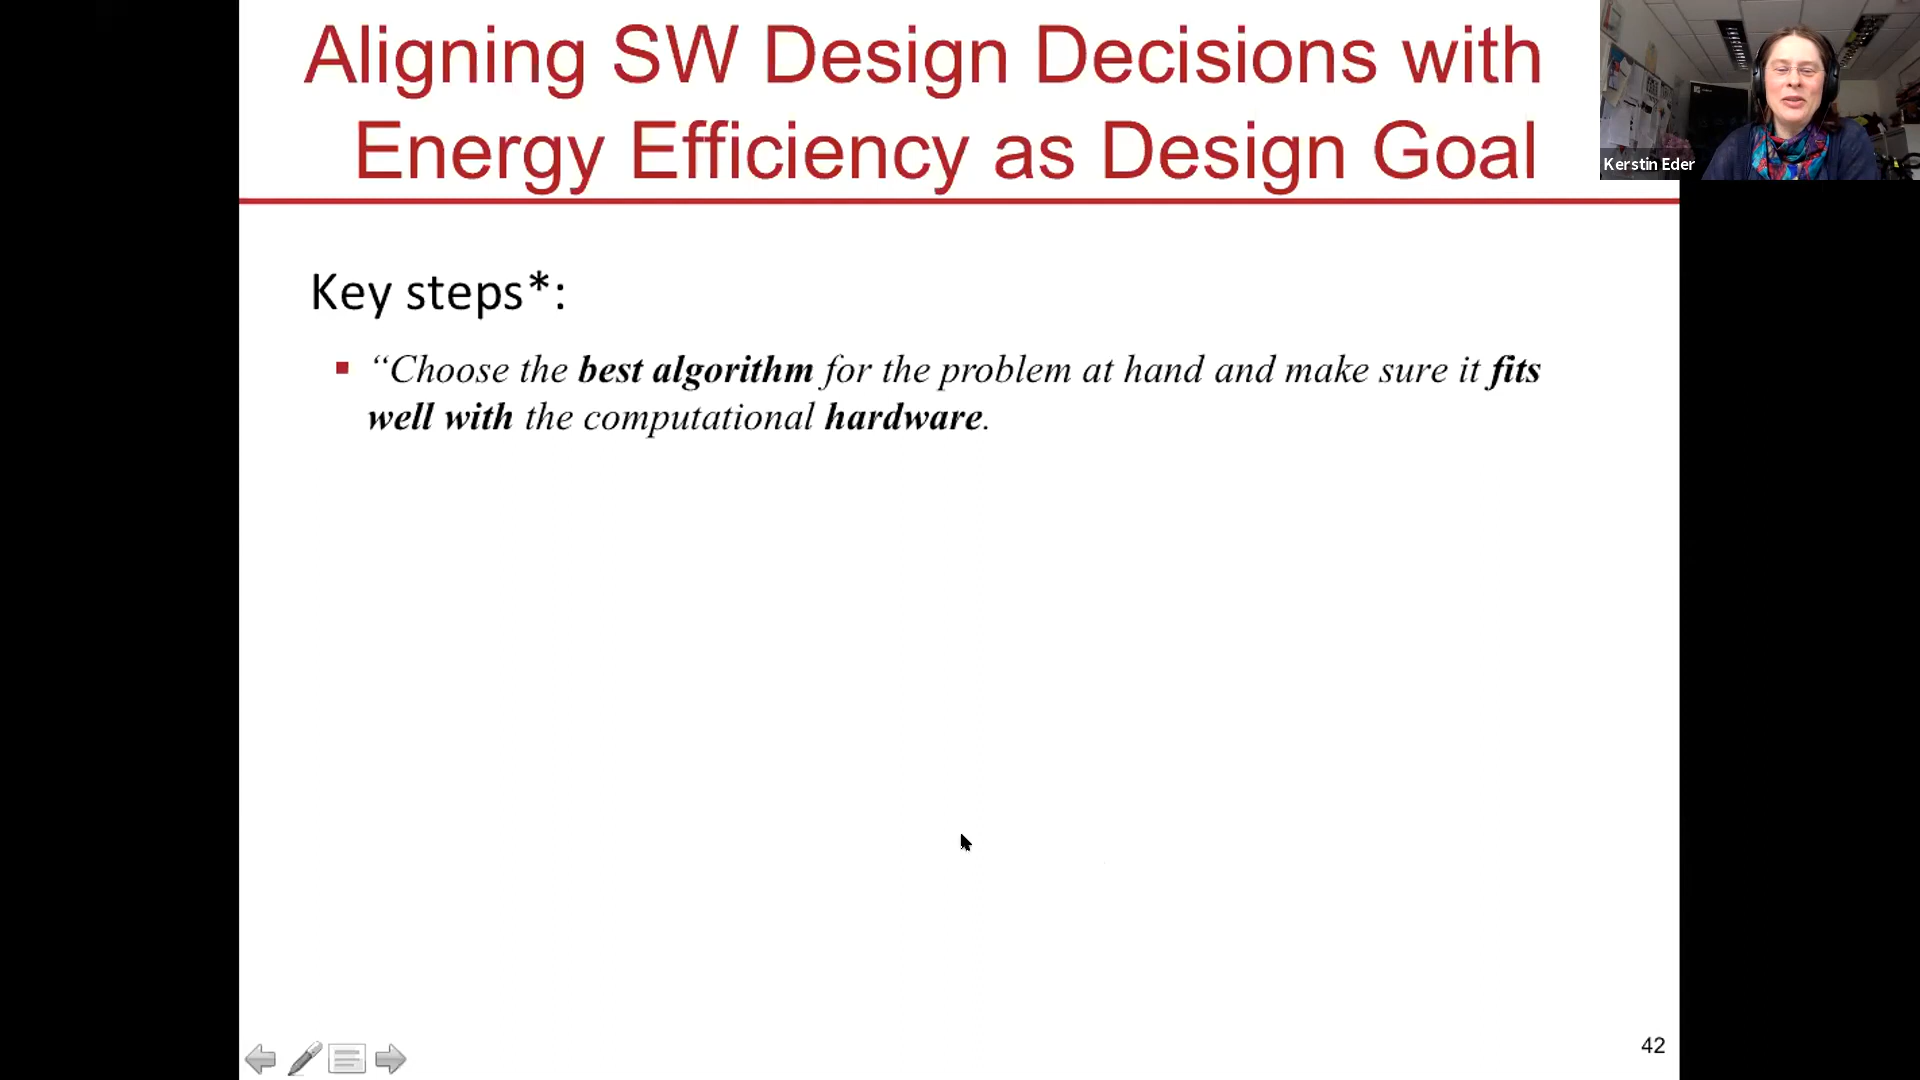 Aligning SW Design Decisions with
Energy Efficiency as Design Goal
Kerstin Eder
Key steps*:
▪ “Choose the best algorithm for the problem at hand and make sure it fits
well with the computational hardware.
42